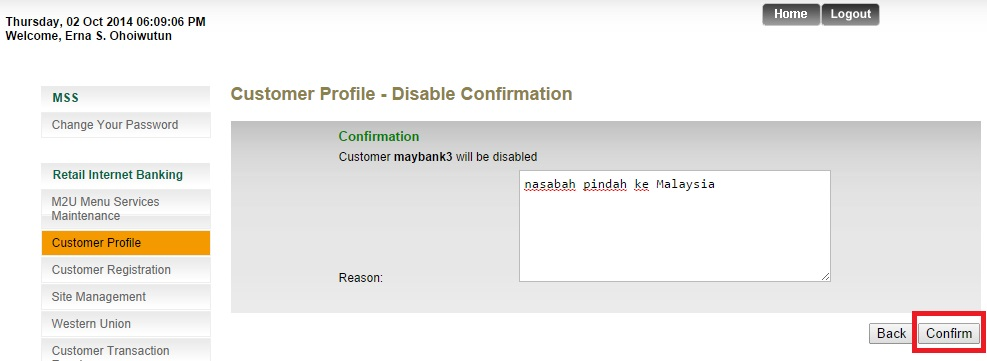 Thursday, 02 Oct 2014 06:09:06 PM
Welcome, Erna S. Ohoiwutun
Home
Logout
MSS
Change Your Password
Retail Internet Banking
M2U Menu Services
Maintenance
Customer Profile
Customer Registration
Site Management
Western Union
Customer Transaction
Customer Profile - Disable Confirmation
Confirmation
Customer maybank3 will be disabled
nasabah pindah ke Malaysia
Reason:
Back
Confirm